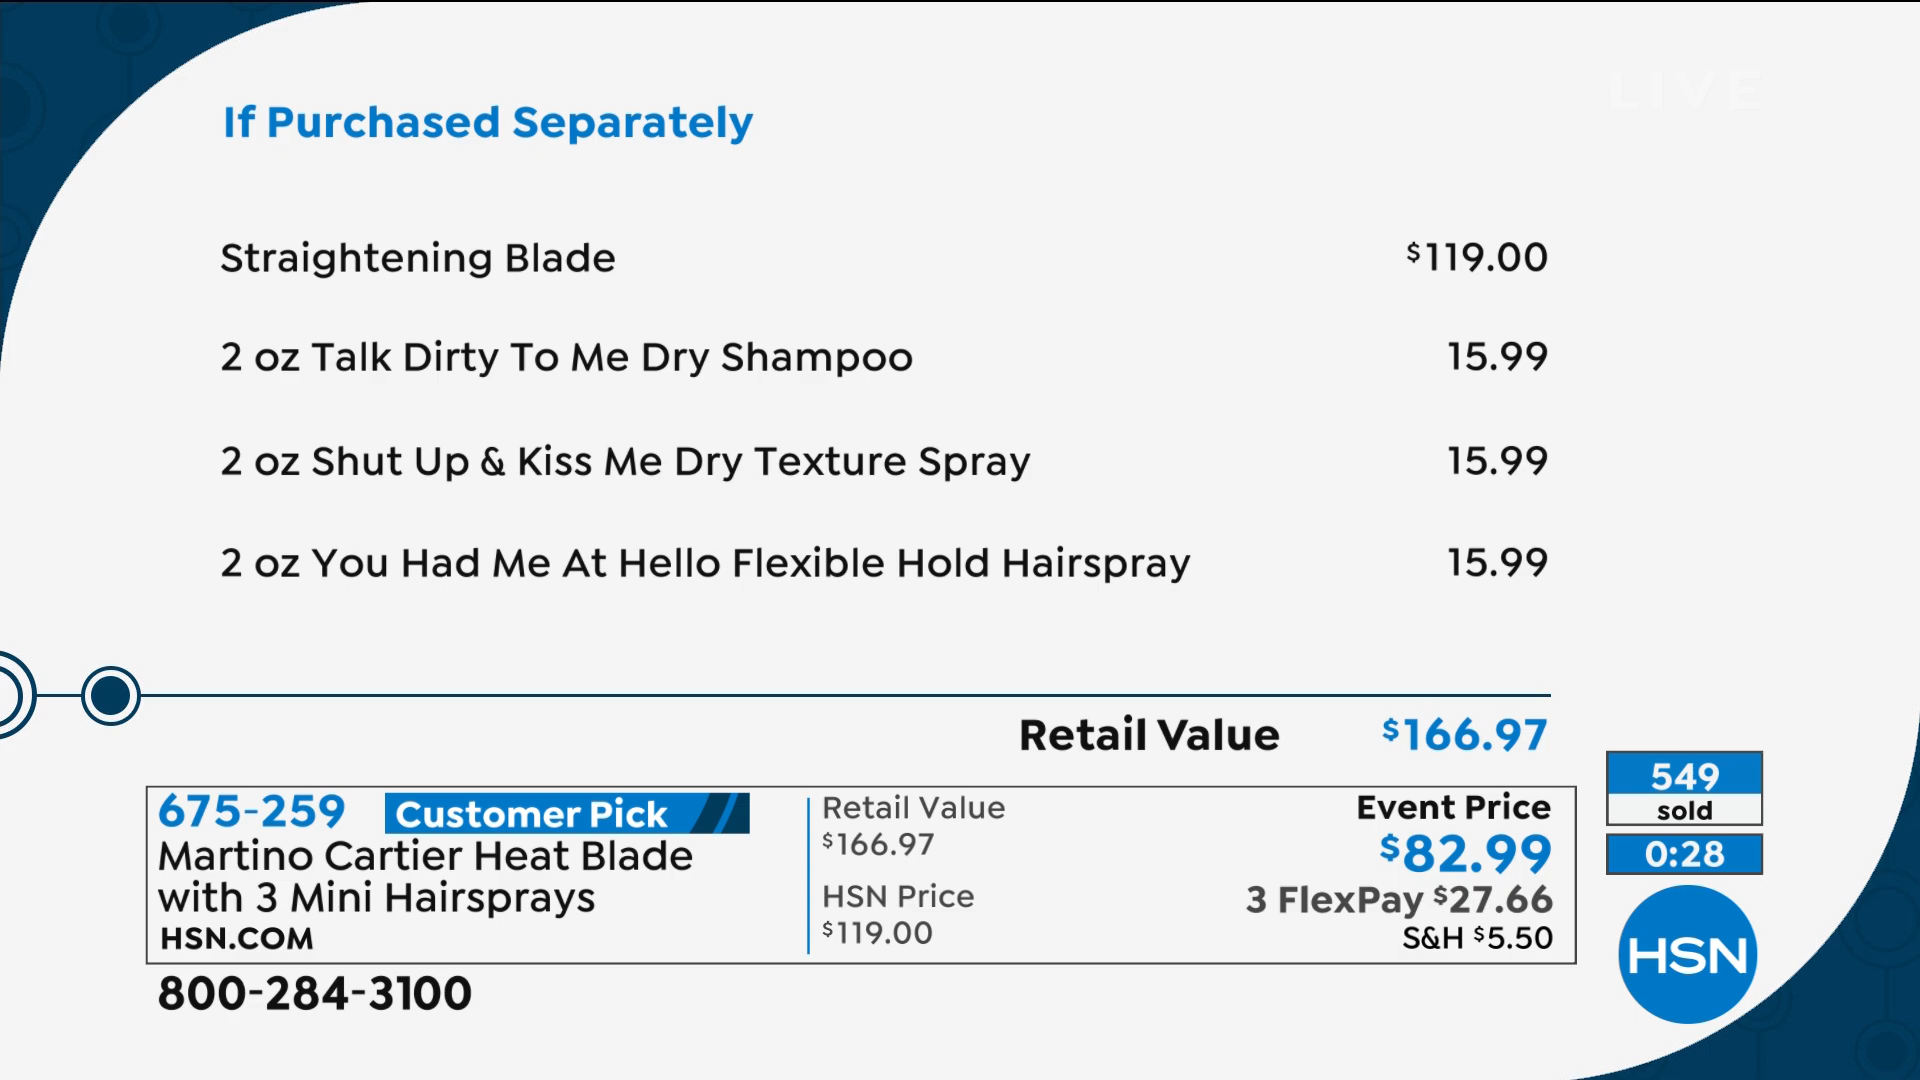 LIVE
If Purchased Separately
Straightening Blade $119.00
2 oz Talk Dirty To Me Dry Shampoo 15.99
2 oz Shut Up & Kiss Me Dry Texture Spray 15.99
2 oz You Had Me At Hello Flexible Hold Hairspray 15.99
Retail Value $166.97
675-259 Customer Pick
Martino Cartier Heat Blade
with 3 Mini Hairsprays
HSN.COM
Retail Value
$166.97
HSN Price
$119.00
Event Price
$82.99
3 FlexPay $27.66
S&H $5.50
549
sold
0:28
HSN
800-284-3100